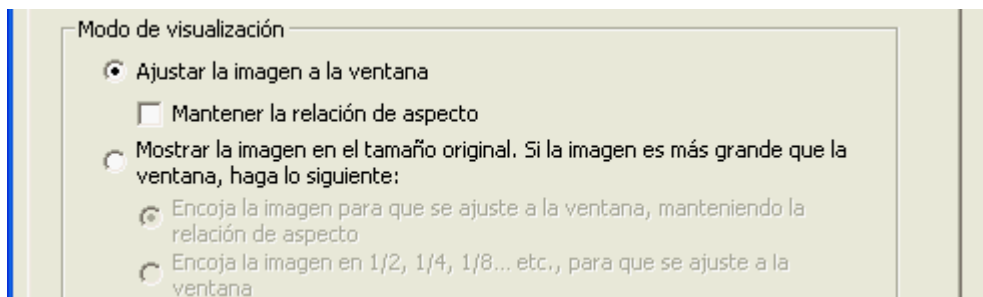 Modo de visualización
Ajustar la imagen a la ventana
Mantener la relación de aspecto
Mostrar la imagen en el tamaño original. Si la imagen es más grande que la
ventana, haga lo siguiente:
Encoja la imagen para que se ajuste a la ventana, manteniendo la
relación de aspecto
Encoja la imagen en 1/2, 1/4, 1/8... etc., para que se ajuste a la
ventana